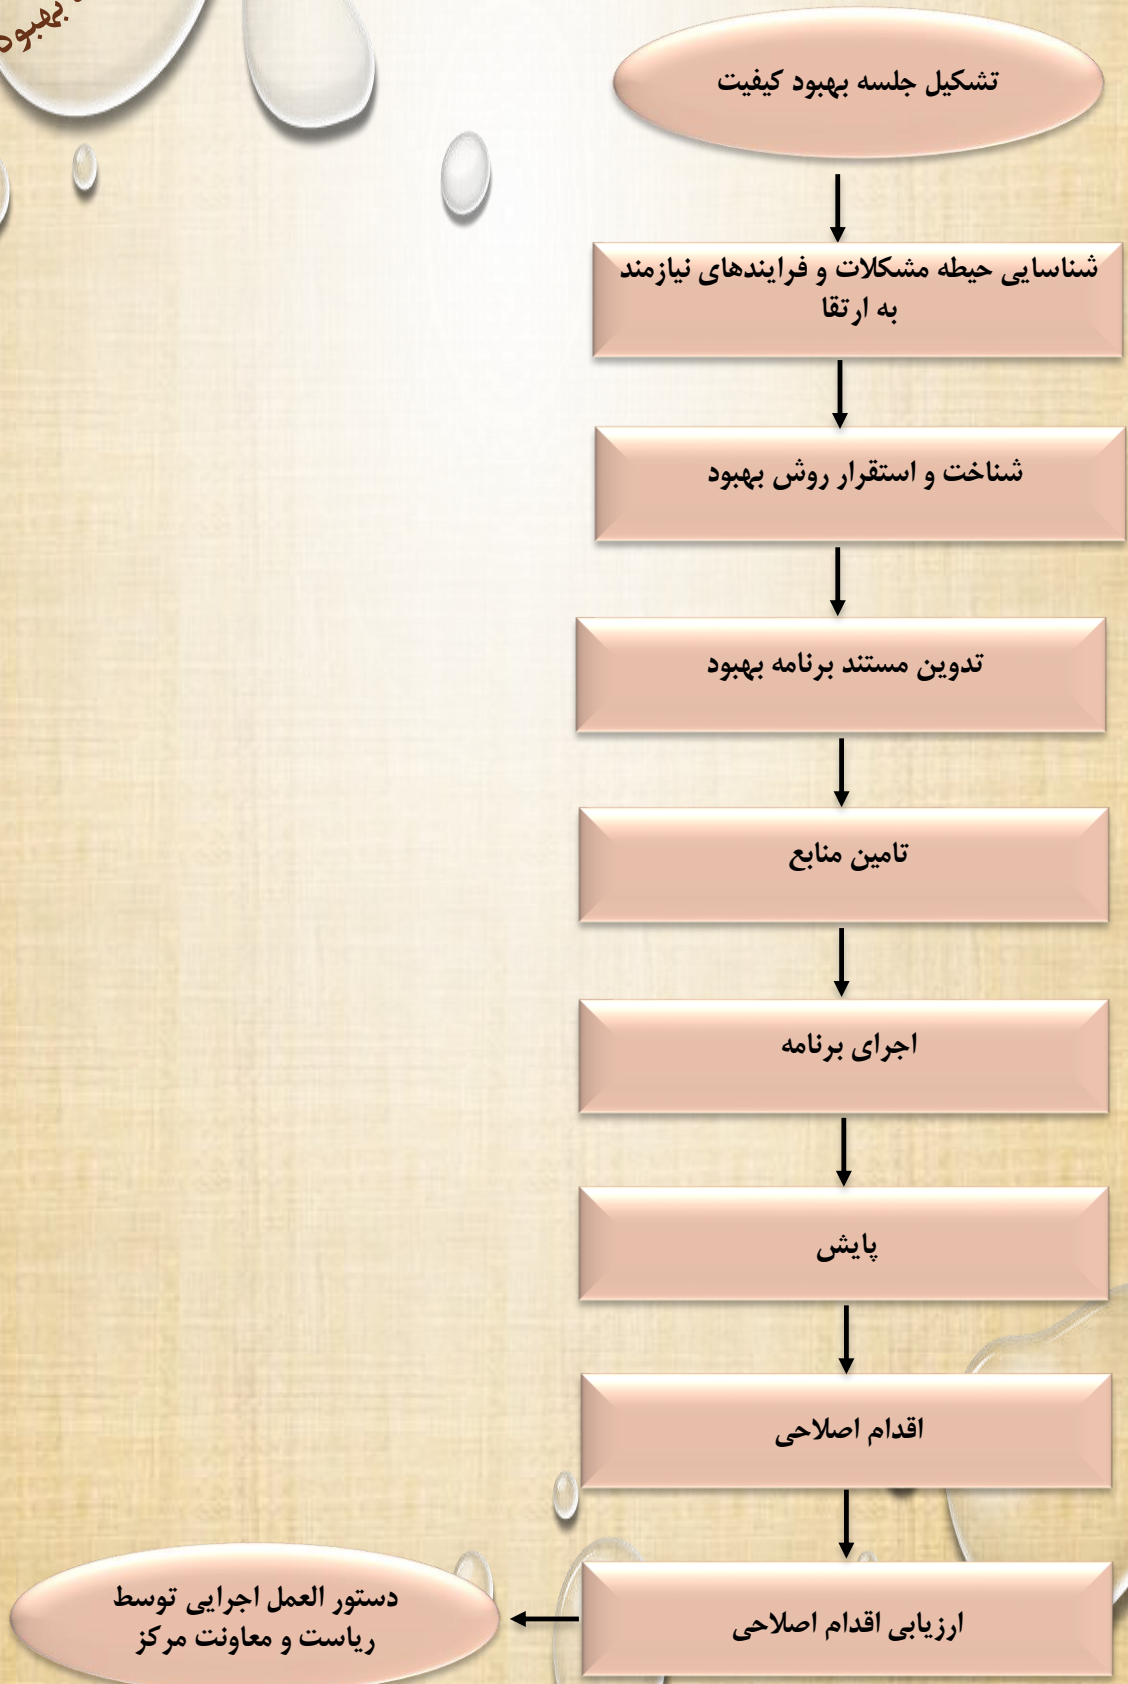 بهبود
تشکیل جلسه بهبود کیفیت
شناسایی حیطه مشکلات و فرایندهای نیازمند
به ارتقا
شناخت و استقرار روش بهبود
تدوین مستند برنامه بهبود
تامین منابع
اجرای برنامه
پایش
اقدام اصلاحی
ارزیابی اقدام اصلاحی
دستور العمل اجرایی توسط
ریاست و معاونت مرکز